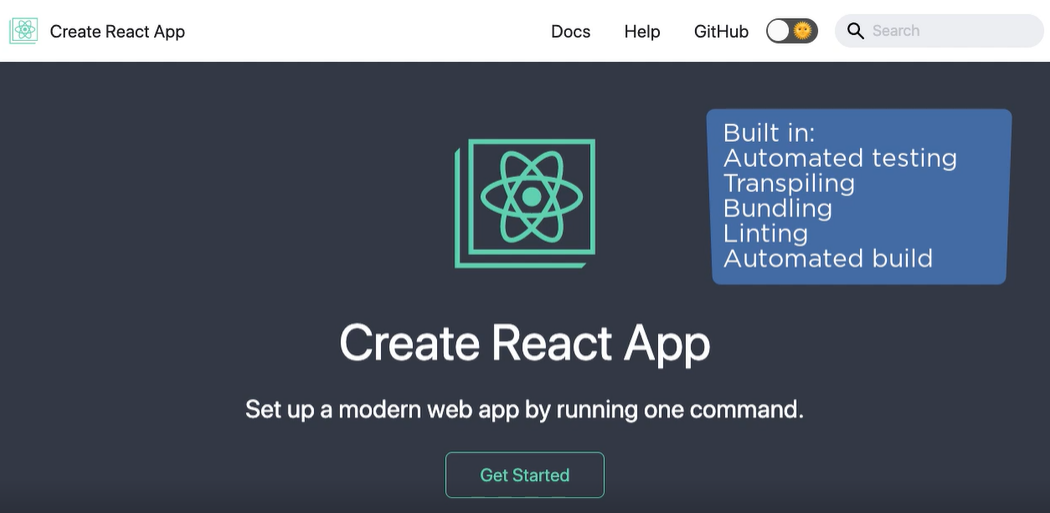 Create React App
Docs
Help
GitHub
Search
Built in:
Automated testing
Transpiling
Bundling
Linting
Automated build
Create React App
Set up a modern web app by running one command.
Get Started